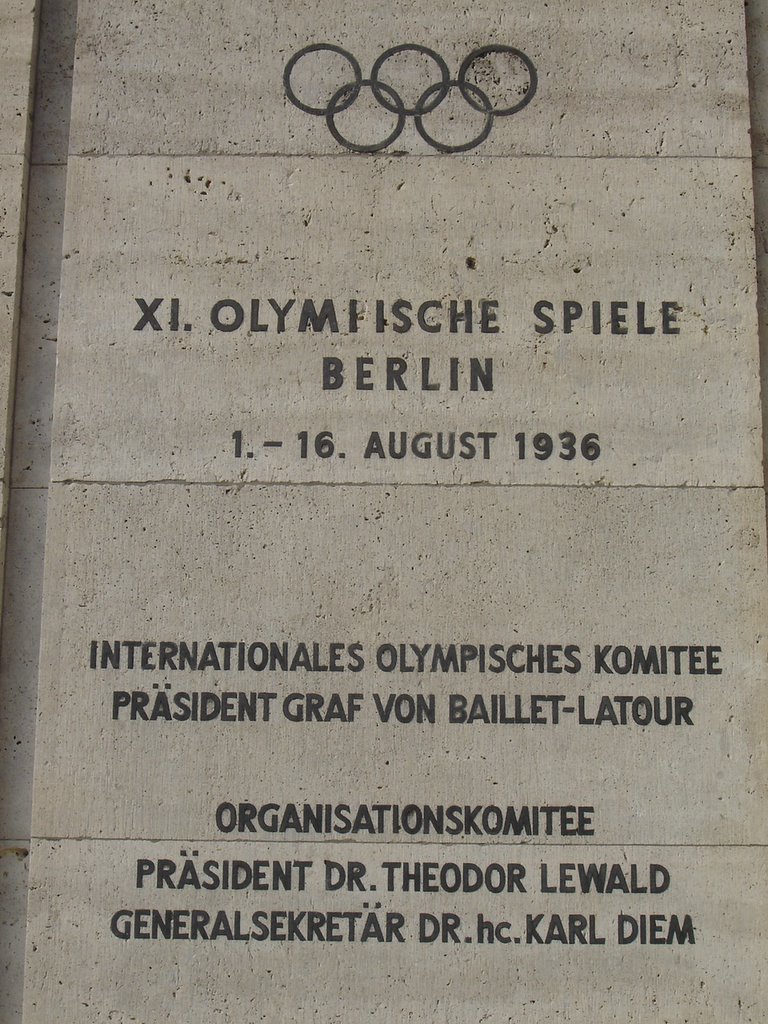 XI. OLYMPISCHE SPIELE
BERLIN
1. – 16. AUGUST 1936
INTERNATIONALES OLYMPISCHES KOMITEE
PRÄSIDENT GRAF VON BAILLET-LATOUR
ORGANISATIONSKOMITEE
PRÄSIDENT DR. THEODOR LEWALD
GENERALSEKRETÄR DR. hc. KARL DIEM